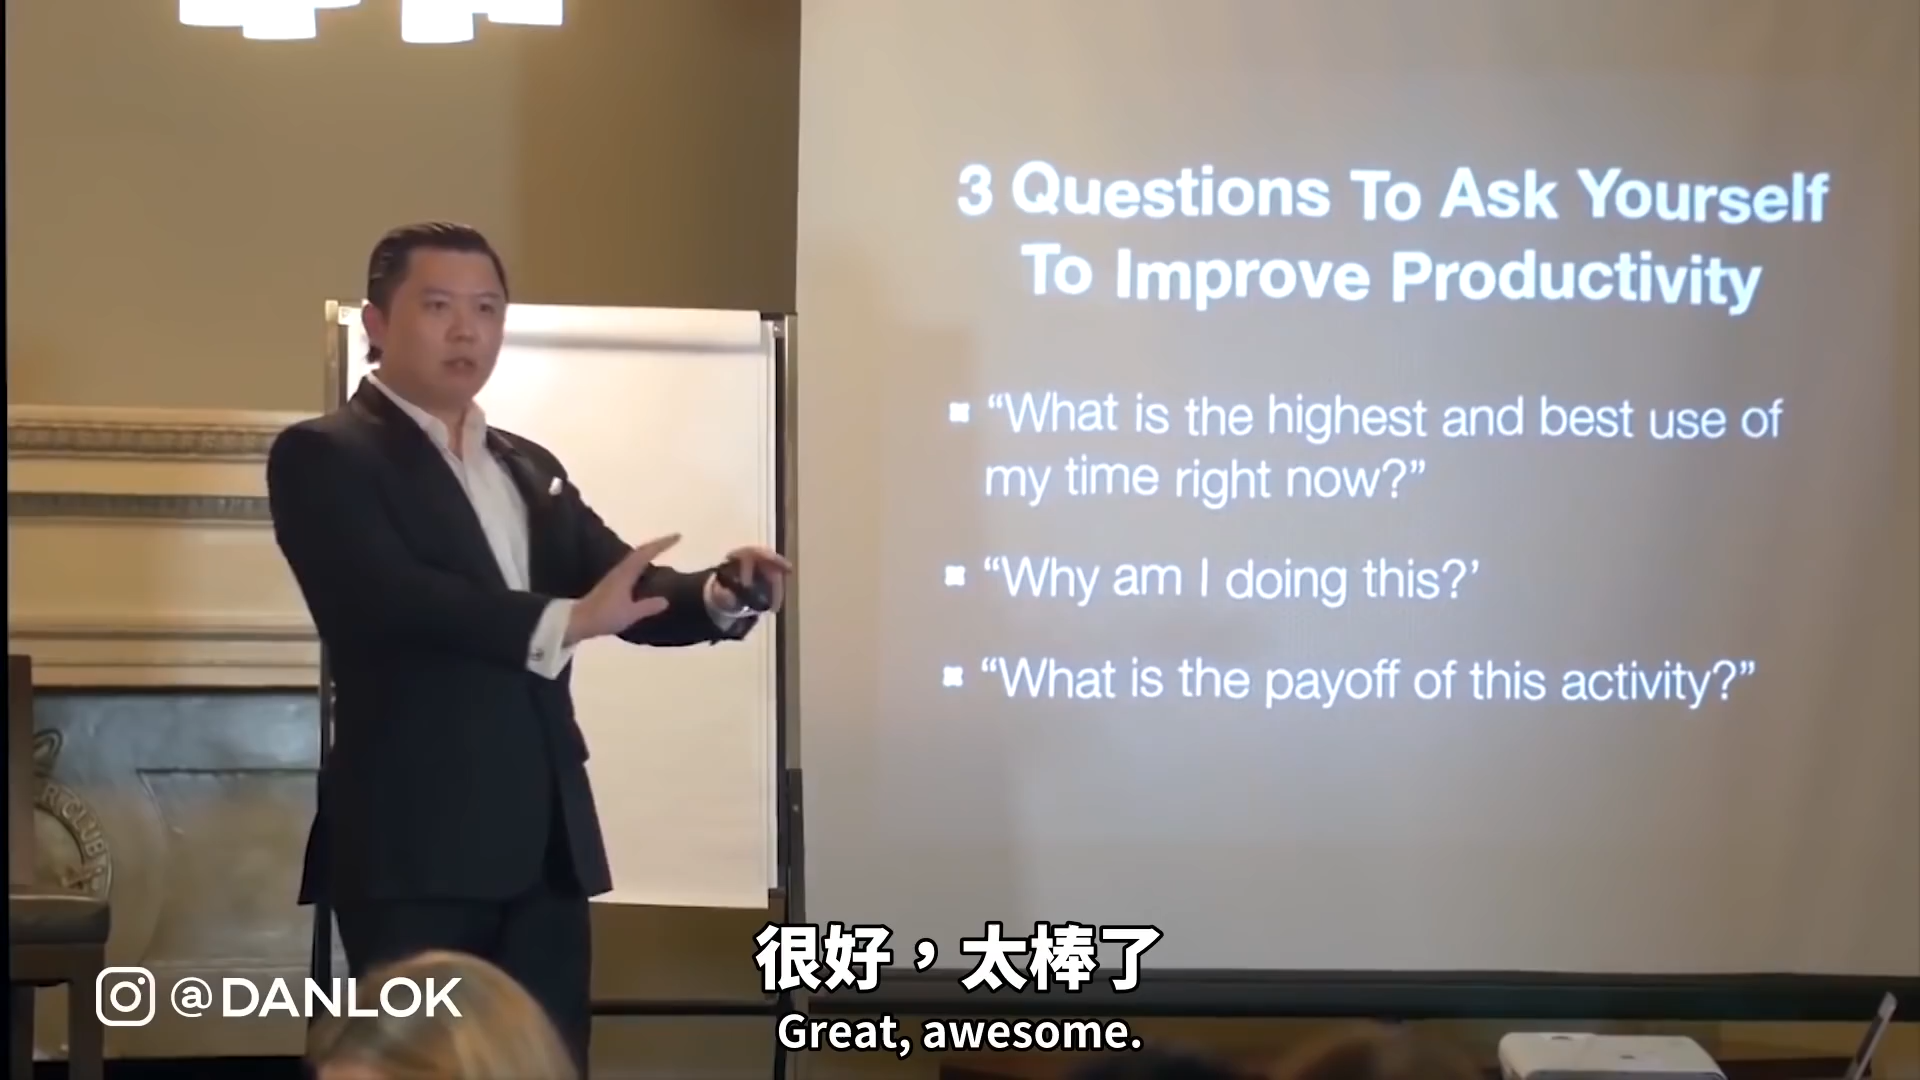 3 Questions To Ask Yourself
To Improve Productivity
“What is the highest and best use of
my time right now?”
“Why am I doing this?’
“What is the payoff of this activity?”
R CLUB
@DANLOK
很好，太棒了
Great, awesome.